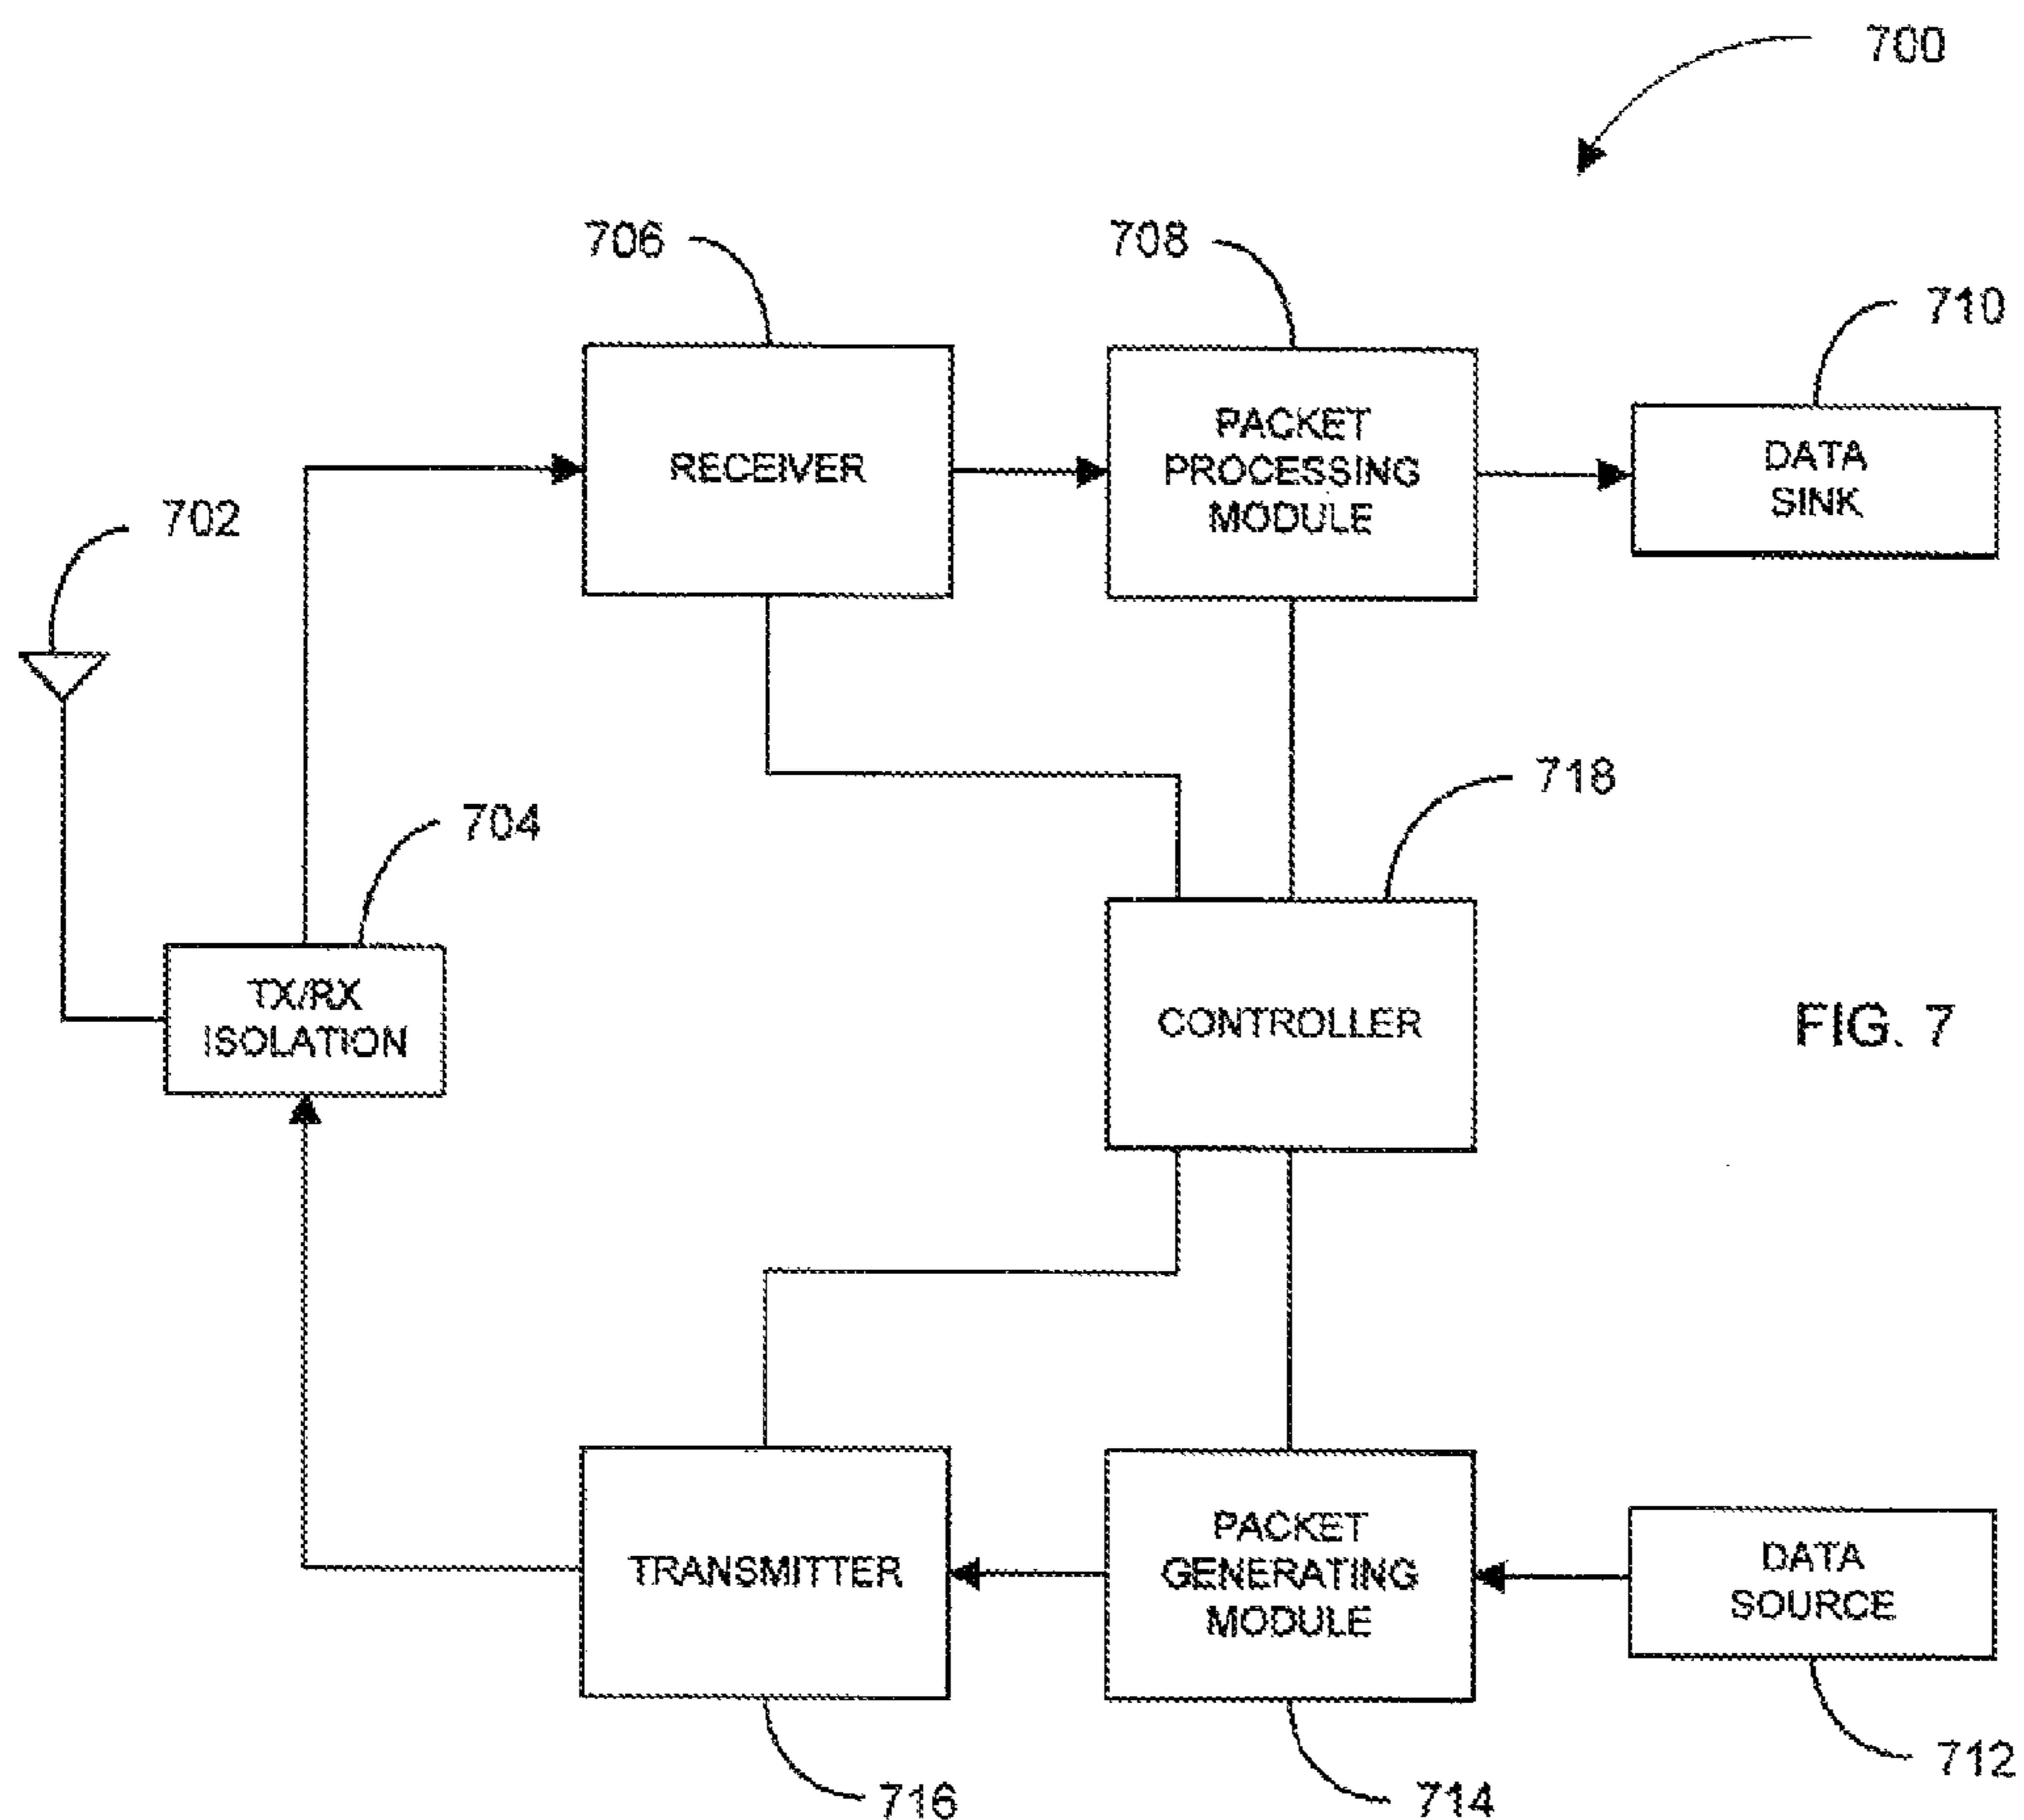 700
706
708
710
RECEIVER
PACKET
PROCESSING
MODULE
DATA
SINK
702
718
704
TX/RX
ISOLATION
CONTROLLER
FIG. 7
TRANSMITTER
PACKET
GENERATING
MODULE
DATA
SOURCE
712
716
714